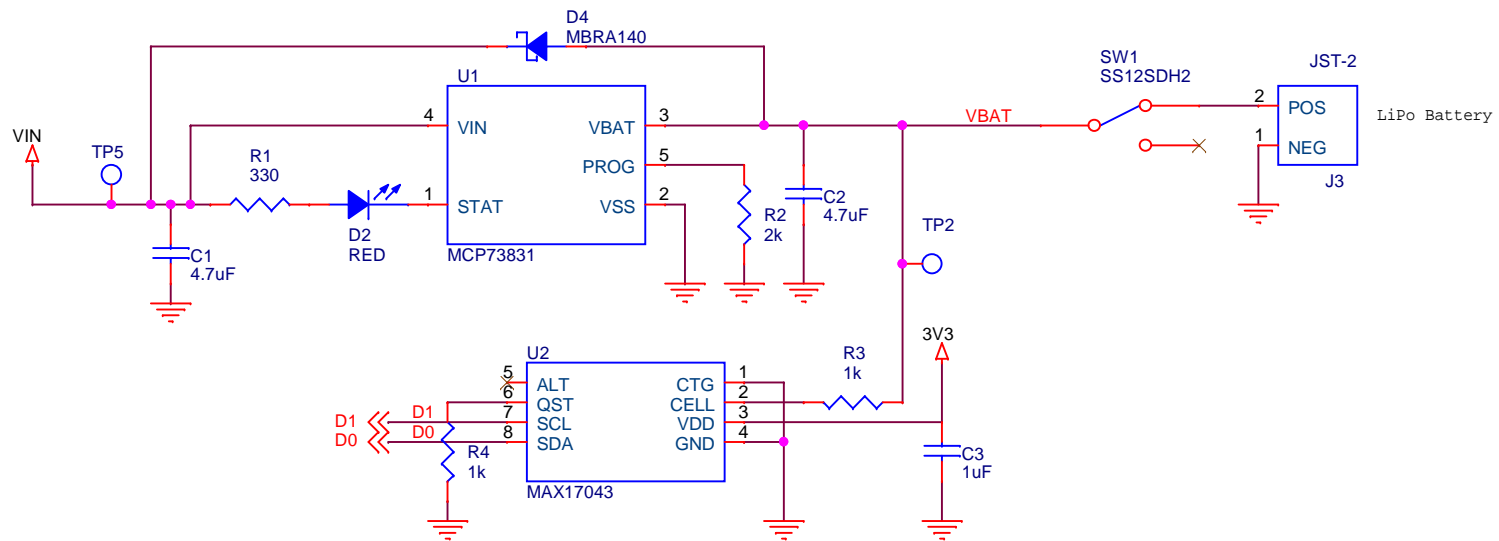 D4
MBRA140
SW1
SS12SDH2
JST-2
U1
4
VIN
VBAT
3
VBAT
2
POS
LiPo Battery
VIN
TP5
R1
330
PROG
5
1
NEG
1
STAT
VSS
2
J3
D2
RED
R2
2k
C2
4.7uF
TP2
C1
4.7uF
MCP73831
3V3
U2
R3
1k
5
ALT
CTG
1
6
QST
CELL
2
D1
D1
7
SCL
VDD
3
D0
D0
8
SDA
GND
4
R4
1k
C3
1uF
MAX17043